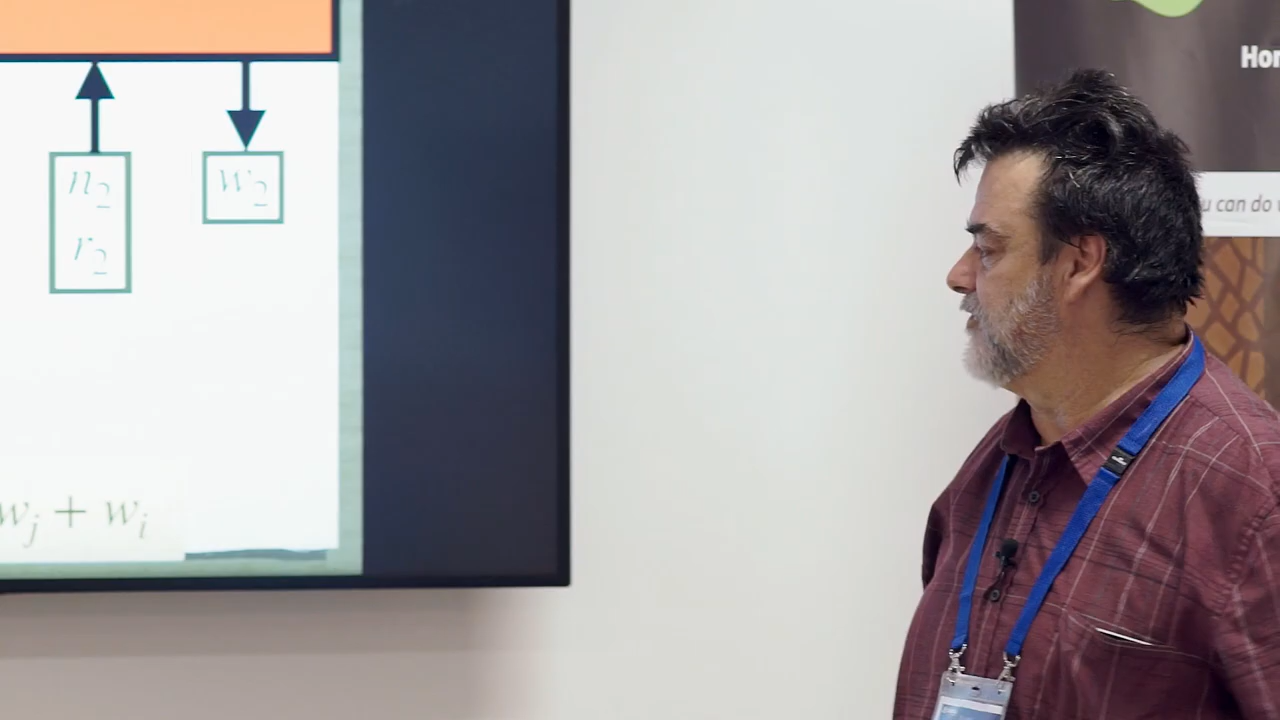 n₂
r₂
w₂
wⱼ + wᵢ
Hon
u can do